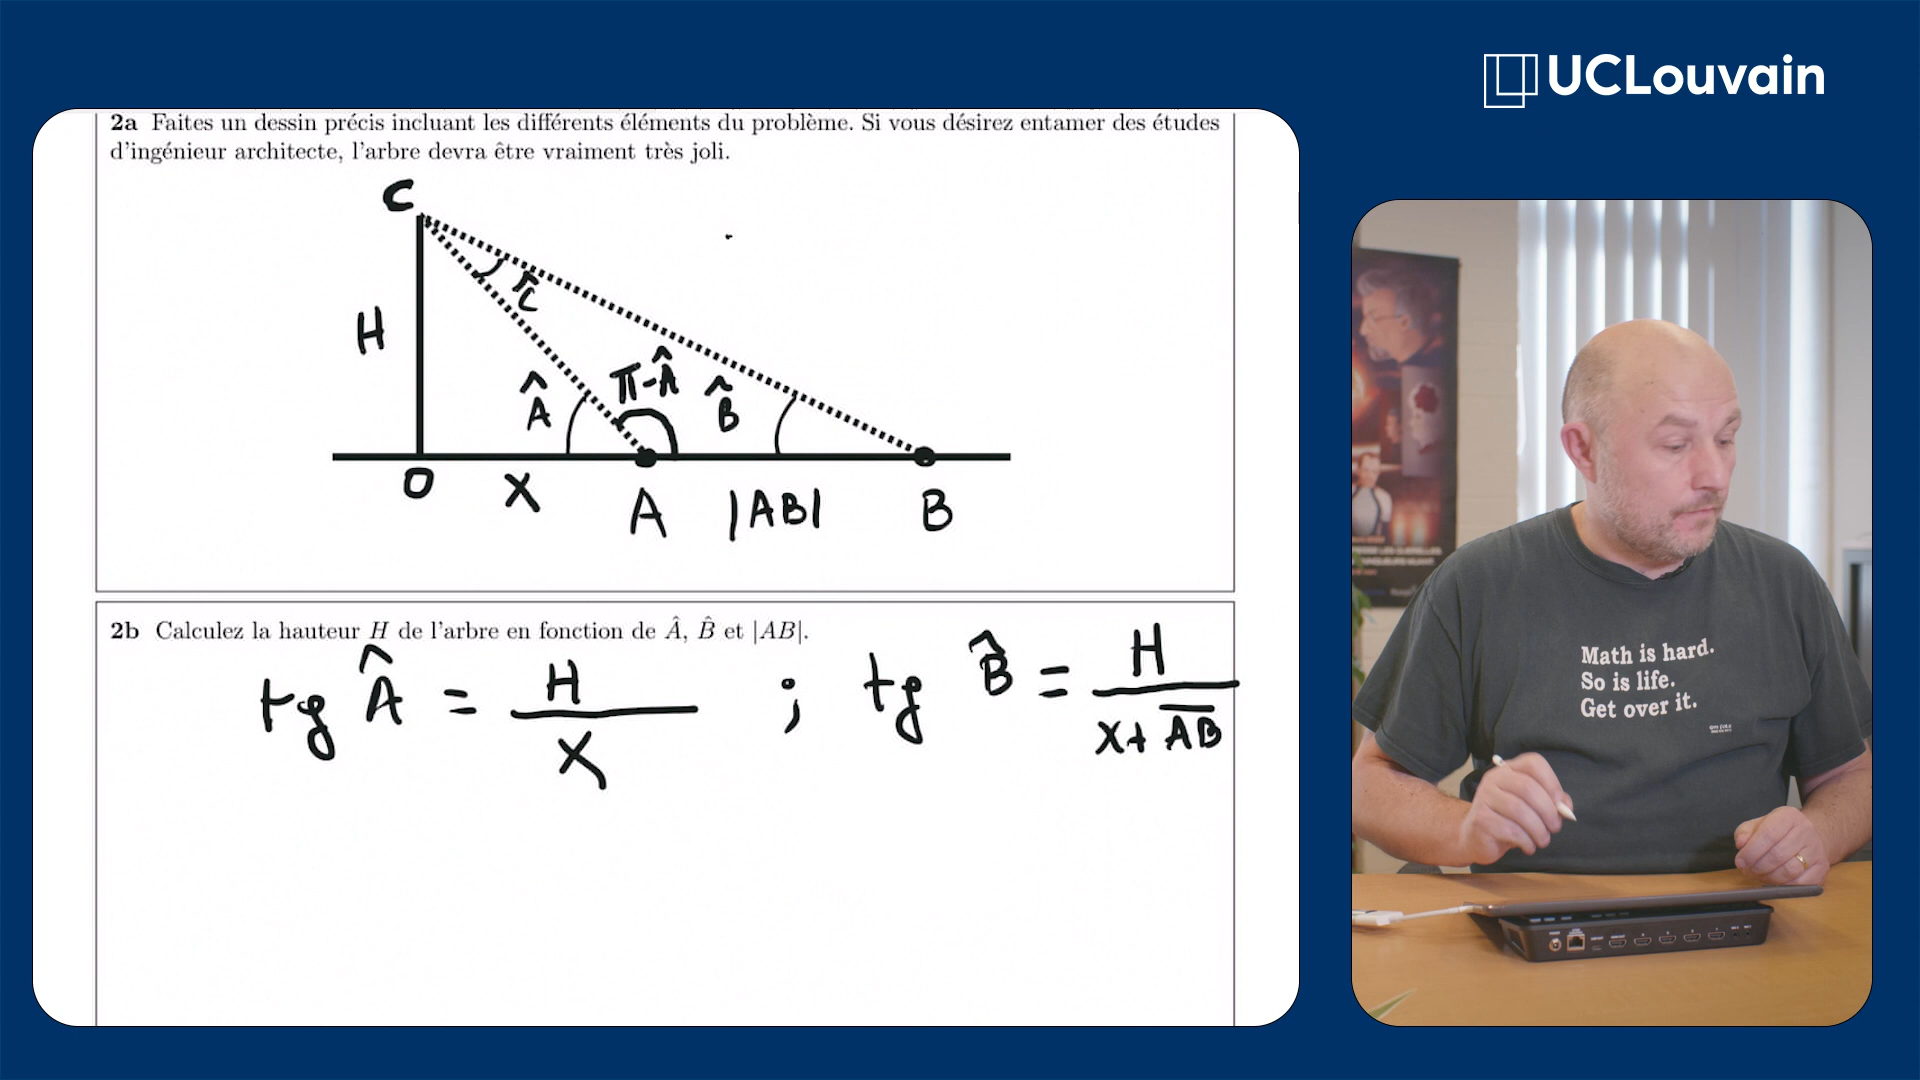 UCLouvain
2a Faites un dessin précis incluant les différents éléments du problème. Si vous désirez entamer des études
d'ingénieur architecte, l'arbre devra être vraiment très joli.
C
H
π-Â
Â
B̂
O
X
A
|AB|
B
2b Calculez la hauteur H de l'arbre en fonction de Â, B̂ et |AB|.
tg Â = H / X ; tg B̂ = H / X + A̅B̅
Math is hard.
So is life.
Get over it.